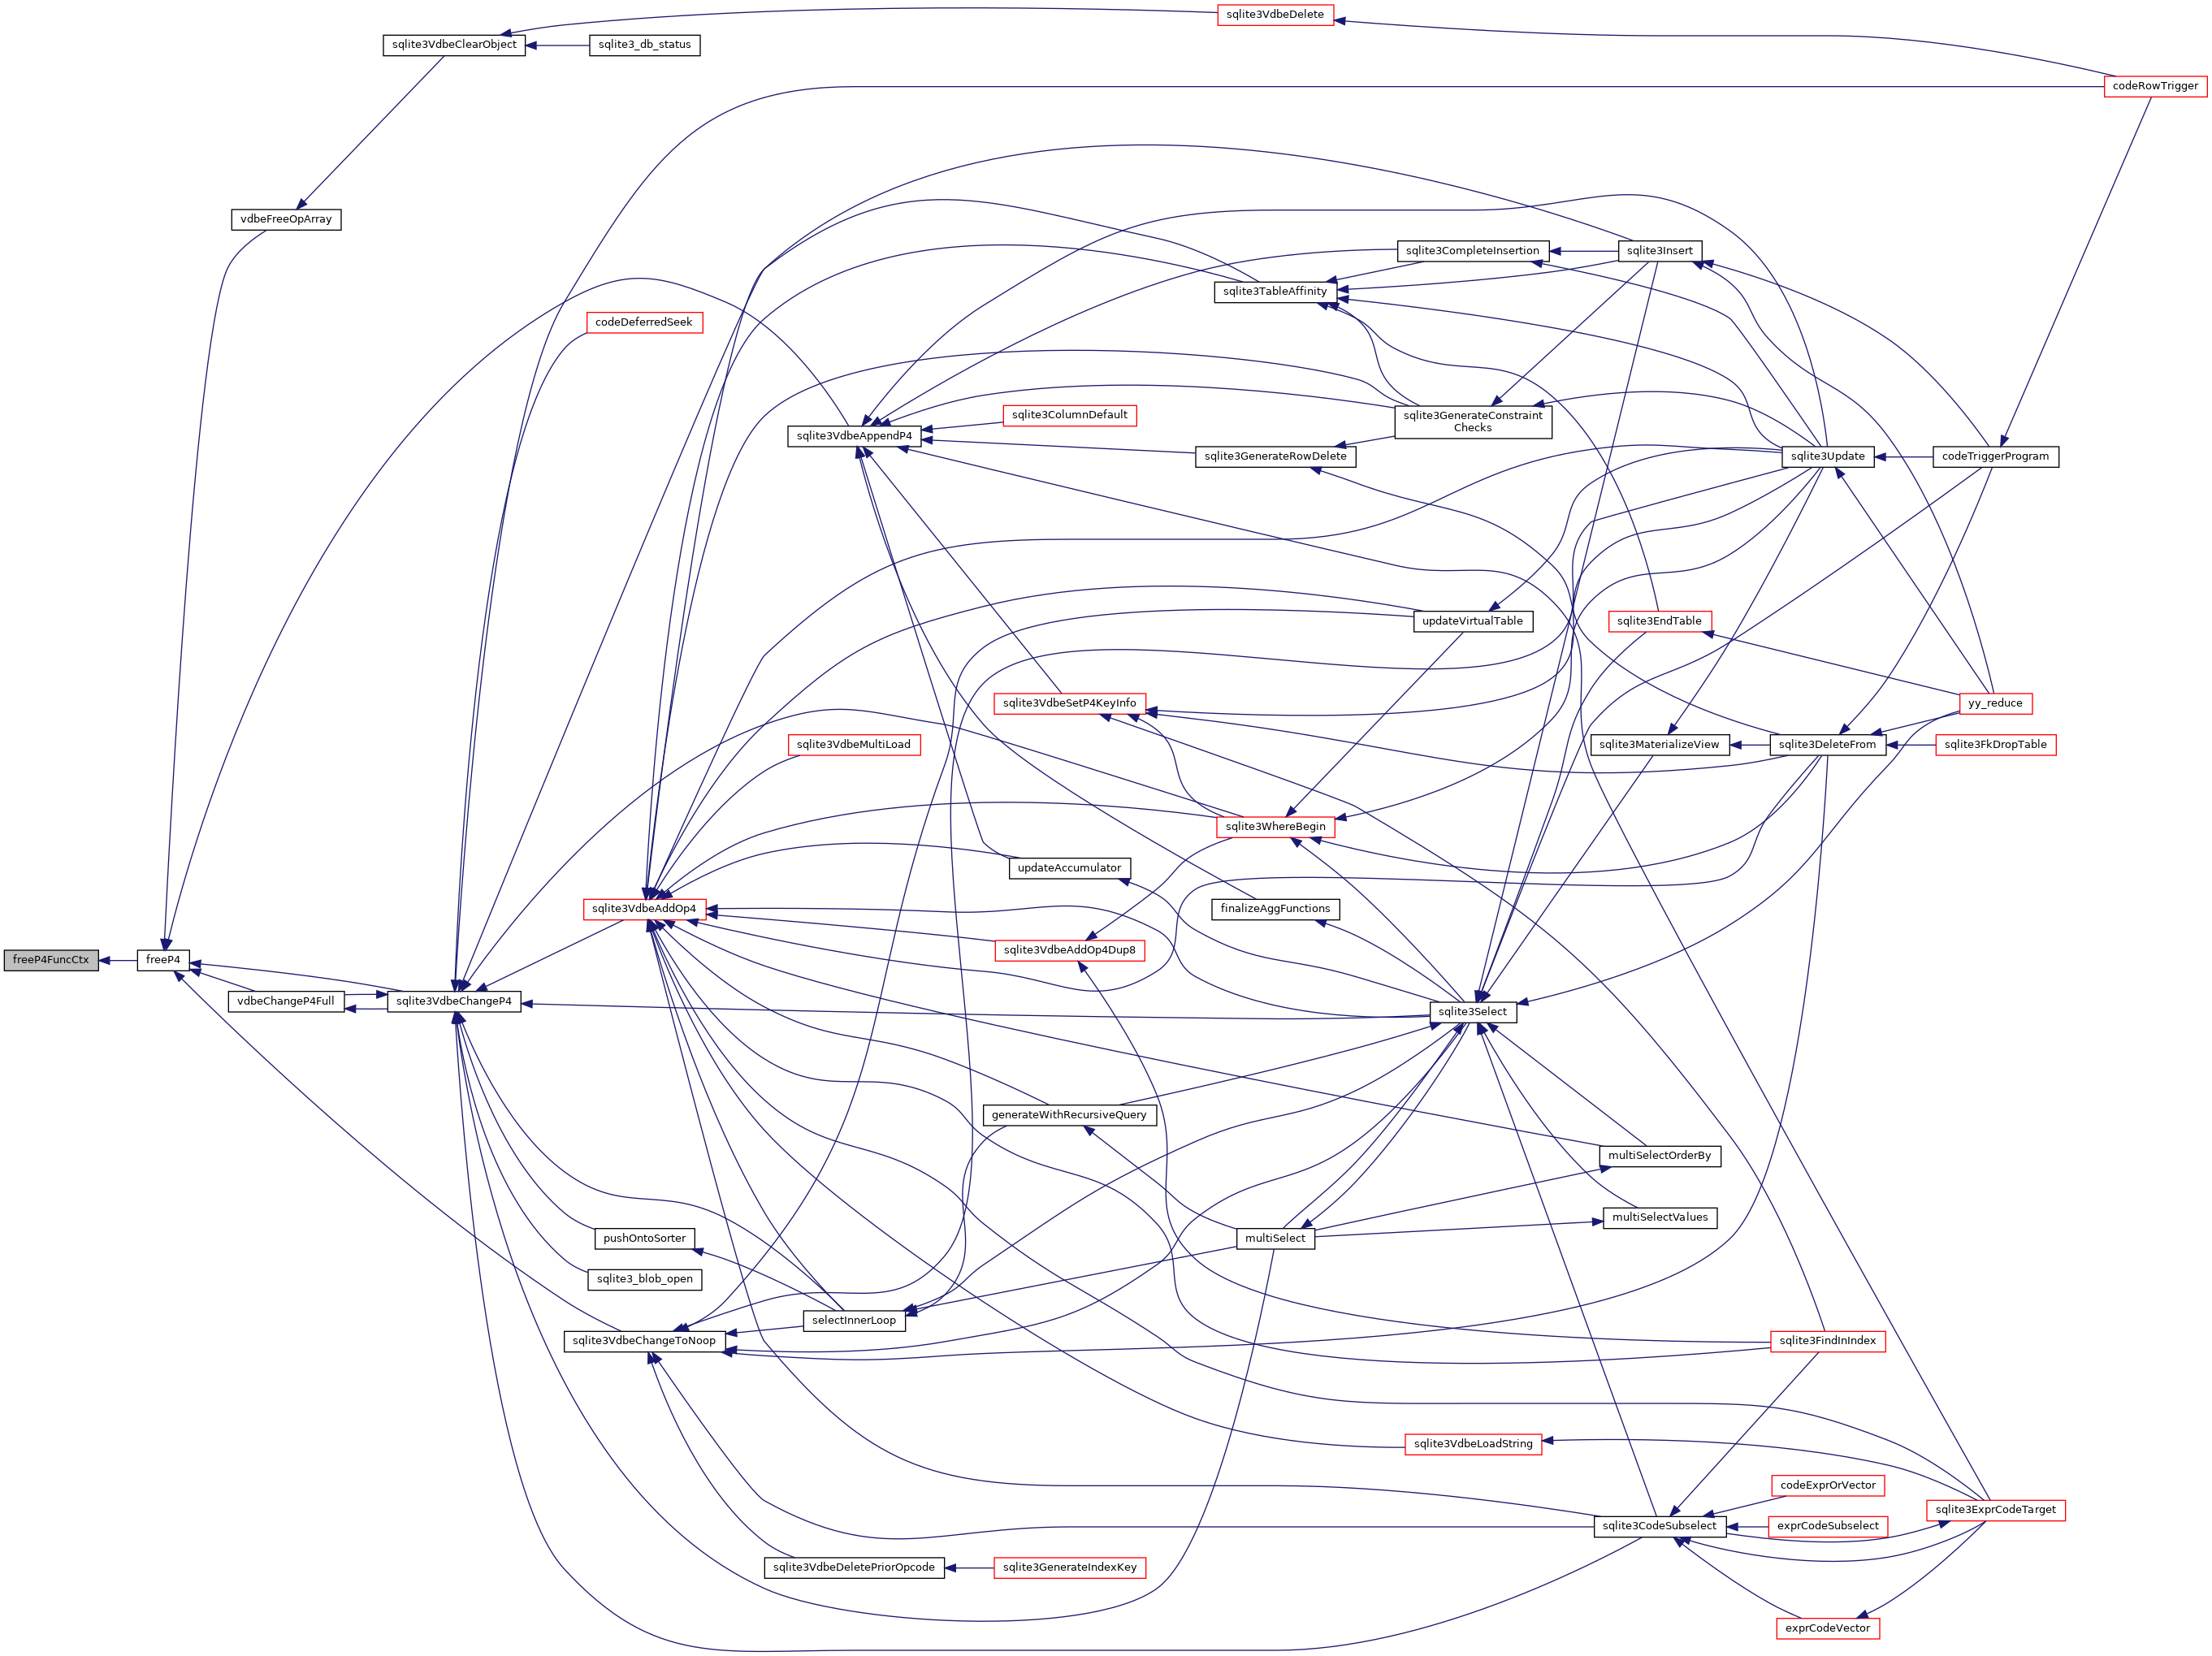 sqlite3VdbeDelete
sqlite3VdbeClearObject
sqlite3_db_status
codeRowTrigger
vdbeFreeOpArray
sqlite3CompleteInsertion
sqlite3Insert
sqlite3TableAffinity
codeDeferredSeek
sqlite3ColumnDefault
sqlite3GenerateConstraint
Checks
sqlite3VdbeAppendP4
sqlite3GenerateRowDelete
sqlite3Update
codeTriggerProgram
updateVirtualTable
sqlite3EndTable
sqlite3VdbeSetP4KeyInfo
yy_reduce
sqlite3VdbeMultiLoad
sqlite3MaterializeView
sqlite3DeleteFrom
sqlite3FkDropTable
sqlite3WhereBegin
updateAccumulator
sqlite3VdbeAddOp4
finalizeAggFunctions
sqlite3VdbeAddOp4Dup8
freeP4FuncCtx
freeP4
vdbeChangeP4Full
sqlite3VdbeChangeP4
sqlite3Select
generateWithRecursiveQuery
multiSelectOrderBy
multiSelectValues
pushOntoSorter
multiSelect
sqlite3_blob_open
selectInnerLoop
sqlite3VdbeChangeToNoop
sqlite3FindInIndex
sqlite3VdbeLoadString
codeExprOrVector
sqlite3ExprCodeTarget
sqlite3CodeSubselect
exprCodeSubselect
sqlite3VdbeDeletePriorOpcode
sqlite3GenerateIndexKey
exprCodeVector